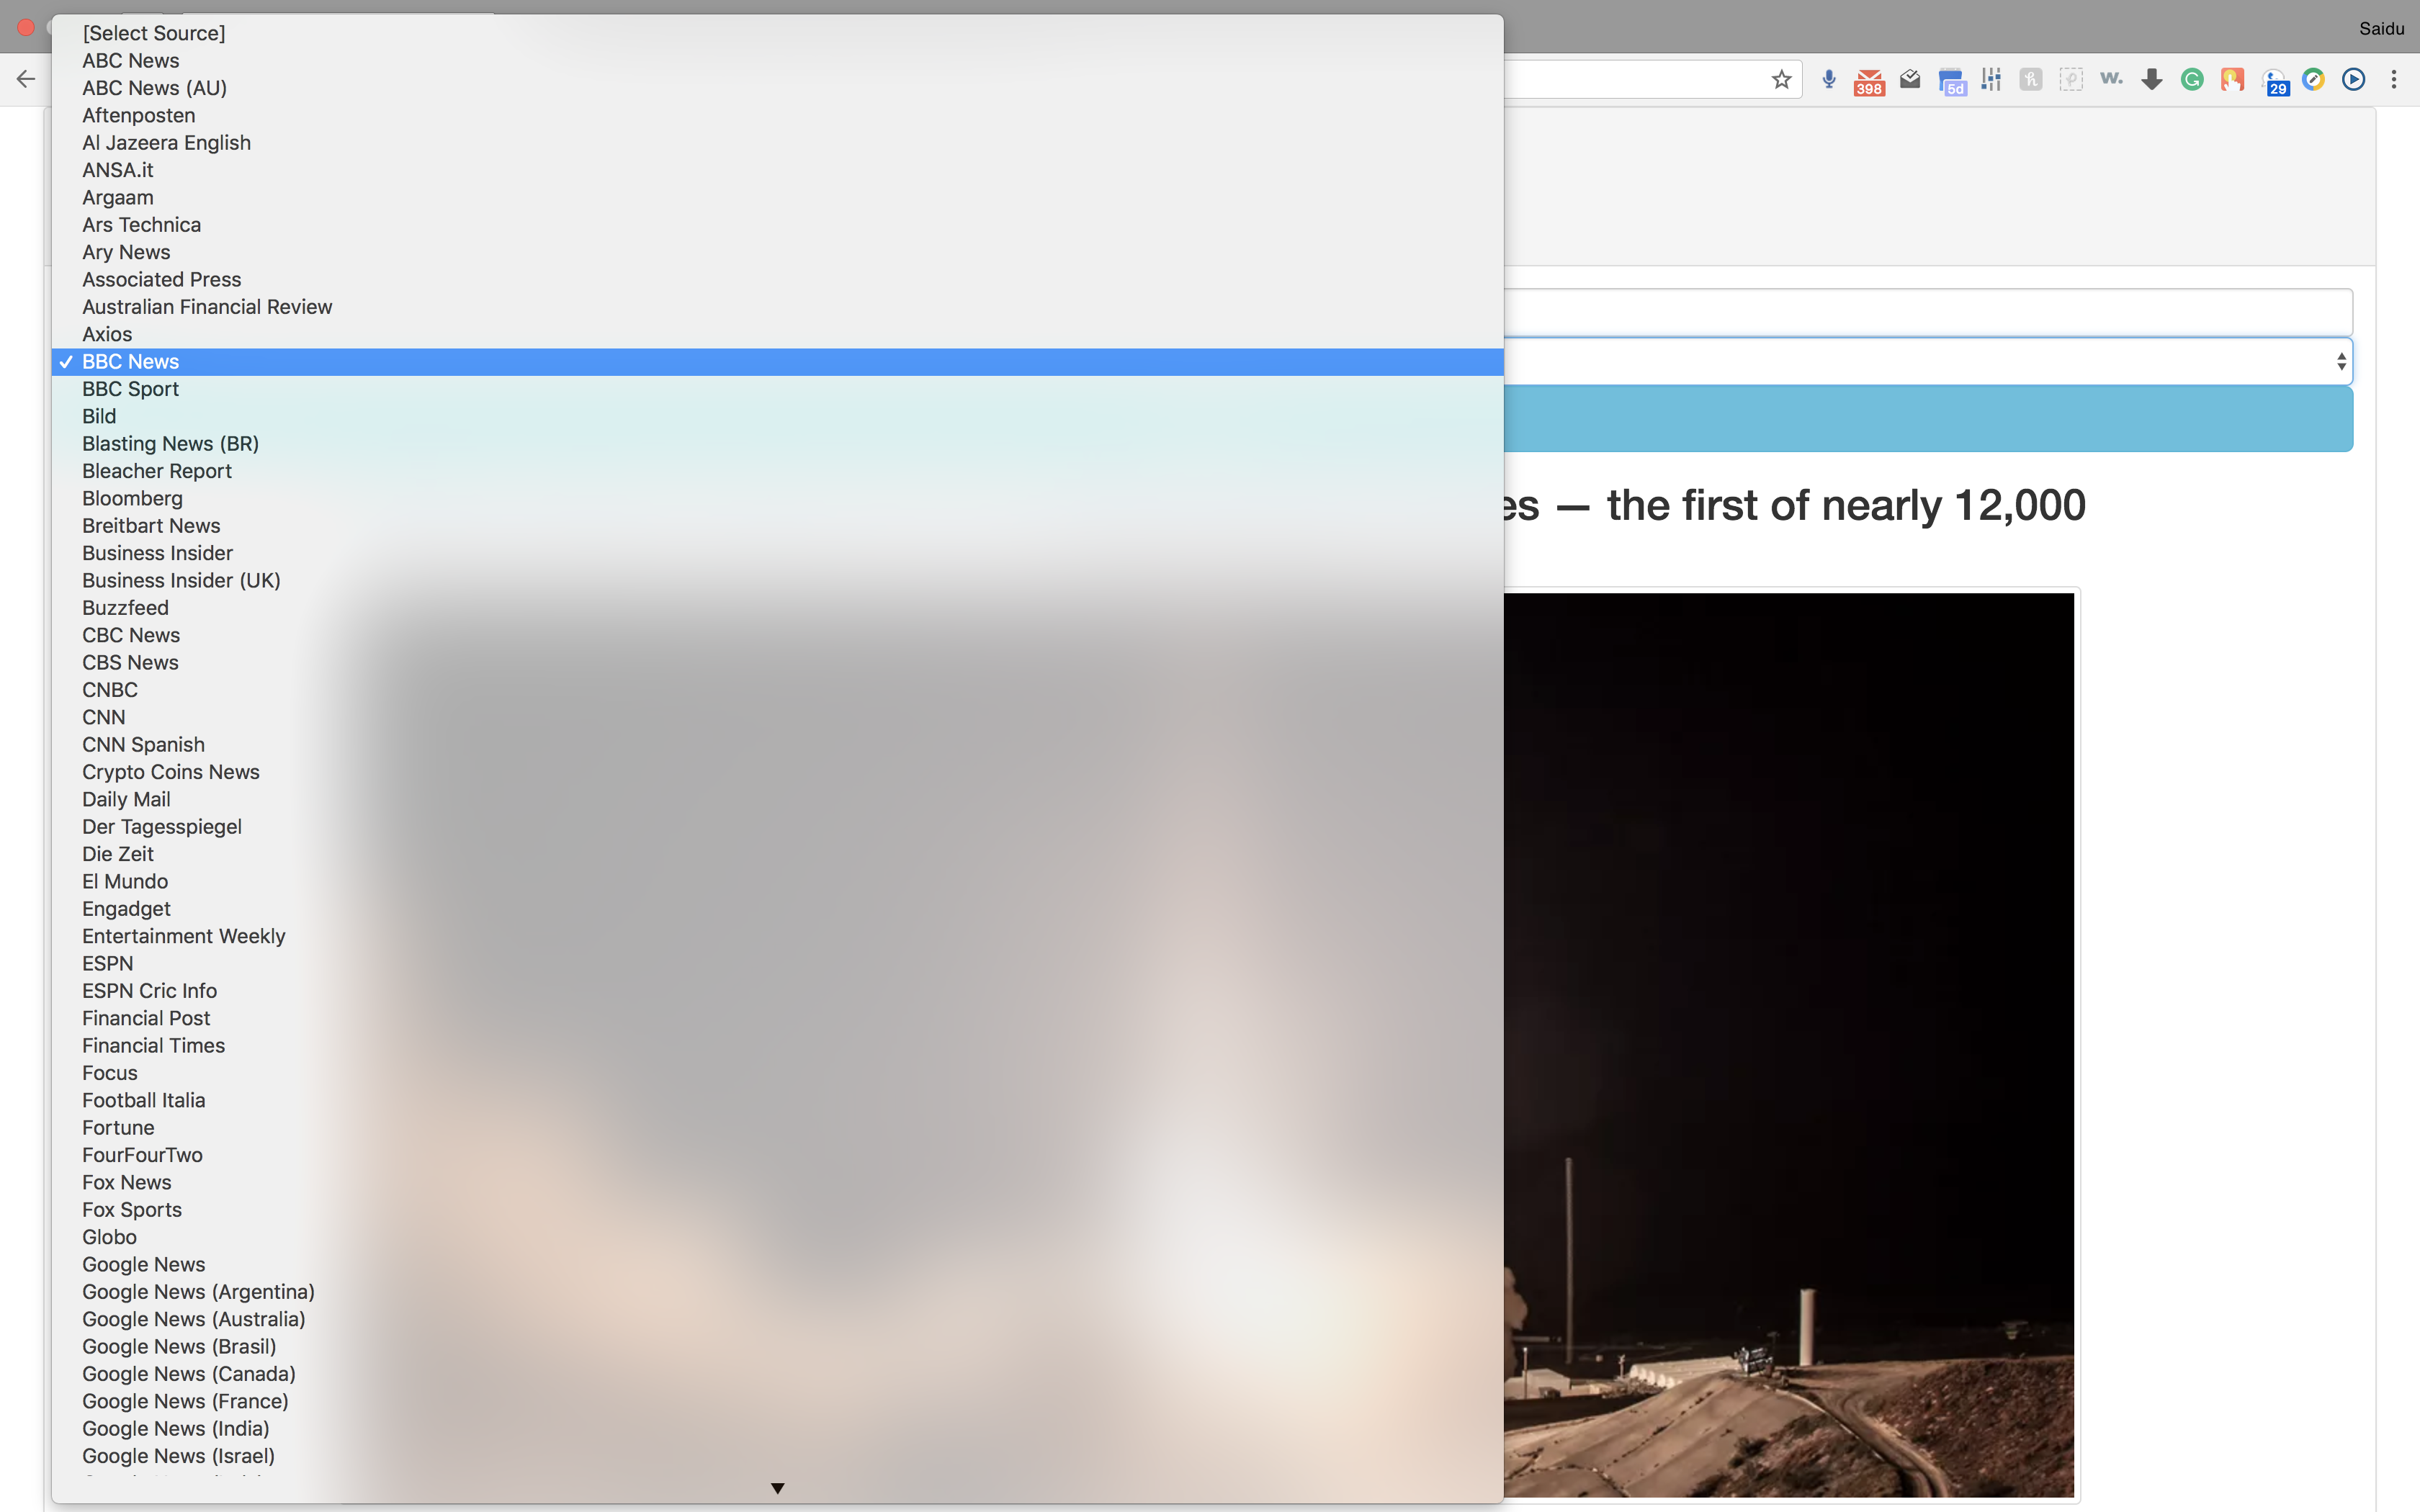 Saidu
398
5d
w.
29
[Select Source]
ABC News
ABC News (AU)
Aftenposten
Al Jazeera English
ANSA.it
Argaam
Ars Technica
Ary News
Associated Press
Australian Financial Review
Axios
✓ BBC News
BBC Sport
Bild
Blasting News (BR)
Bleacher Report
Bloomberg
Breitbart News
Business Insider
Business Insider (UK)
Buzzfeed
CBC News
CBS News
CNBC
CNN
CNN Spanish
Crypto Coins News
Daily Mail
Der Tagesspiegel
Die Zeit
El Mundo
Engadget
Entertainment Weekly
ESPN
ESPN Cric Info
Financial Post
Financial Times
Focus
Football Italia
Fortune
FourFourTwo
Fox News
Fox Sports
Globo
Google News
Google News (Argentina)
Google News (Australia)
Google News (Brasil)
Google News (Canada)
Google News (France)
Google News (India)
Google News (Israel)
es — the first of nearly 12,000